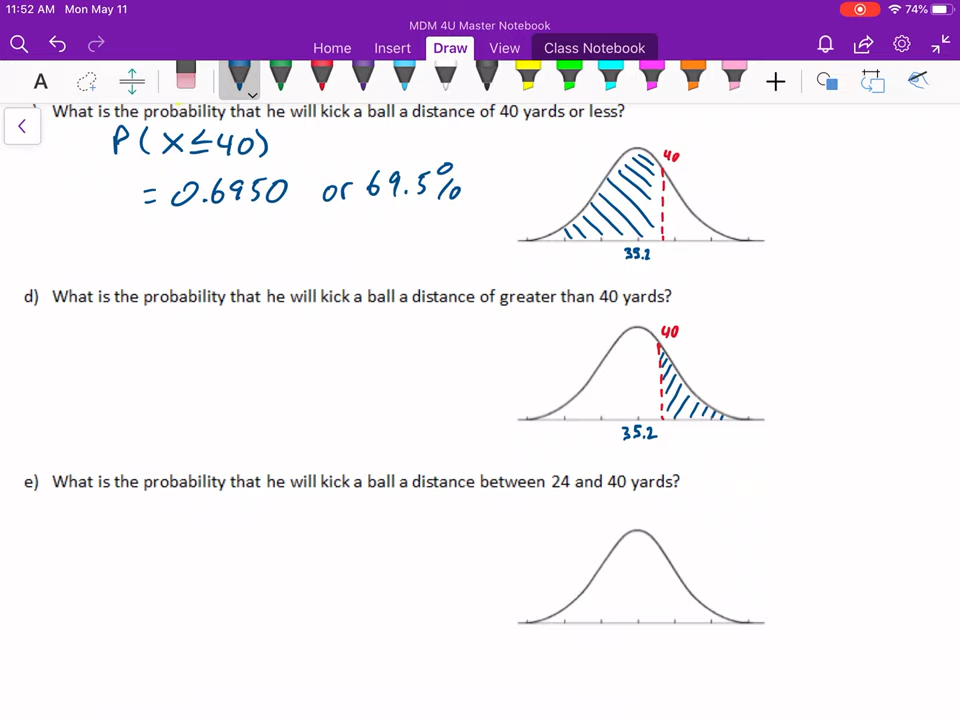 11:52 AM Mon May 11
74%
MDM 4U Master Notebook
Home Insert Draw View Class Notebook
A
What is the probability that he will kick a ball a distance of 40 yards or less?
P(X≤40)
= 0.6950 or 69.5%
40
35.2
d) What is the probability that he will kick a ball a distance of greater than 40 yards?
40
35.2
e) What is the probability that he will kick a ball a distance between 24 and 40 yards?